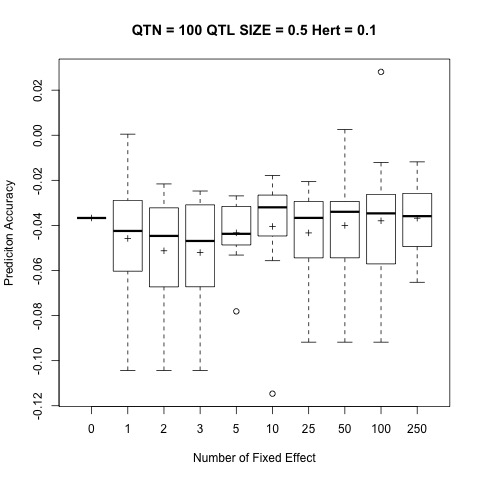 QTN = 100 QTL SIZE = 0.5 Hert = 0.1
Prediciton Accuracy
0.02
0.00
-0.02
-0.04
-0.06
-0.08
-0.10
-0.12
0 1 2 3 5 10 25 50 100 250
Number of Fixed Effect